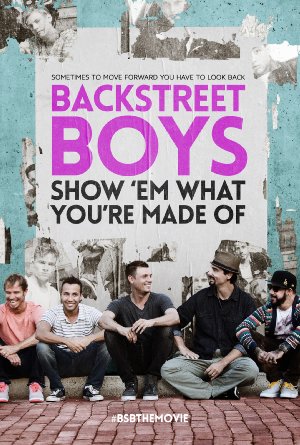 SOMETIMES TO MOVE FORWARD YOU HAVE TO LOOK BACK
BACKSTREET
BOYS
SHOW 'EM WHAT
YOU'RE MADE OF
#BSBTHEMOVIE